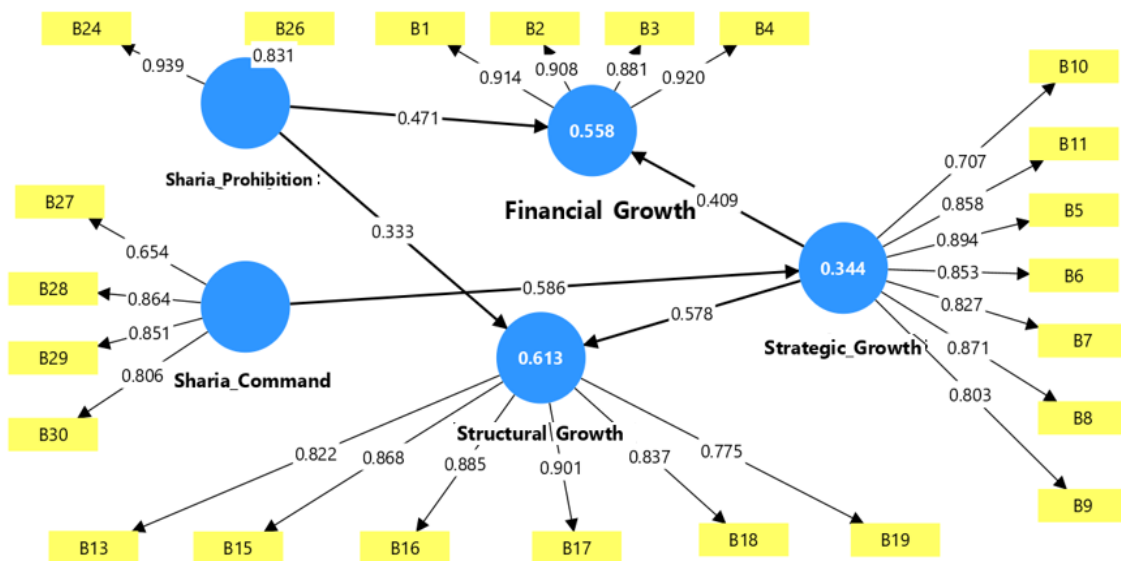 B24
B26
B1
B2
B3
B4
0.939
0.831
0.914
0.908
0.881
0.920
B10
0.471
0.558
0.707
B11
Sharia_Prohibition :
0.858
B27
Financial Growth
0.409
0.894
B5
0.333
0.654
0.344
0.853
B6
B28
0.864
0.586
0.827
B7
0.851
0.578
B29
0.613
Strategic_Growth
0.871
0.806
Sharia_Command
0.803
B8
B30
Structural_Growth
0.822
0.868
0.885
0.901
0.837
0.775
B9
B13
B15
B16
B17
B18
B19